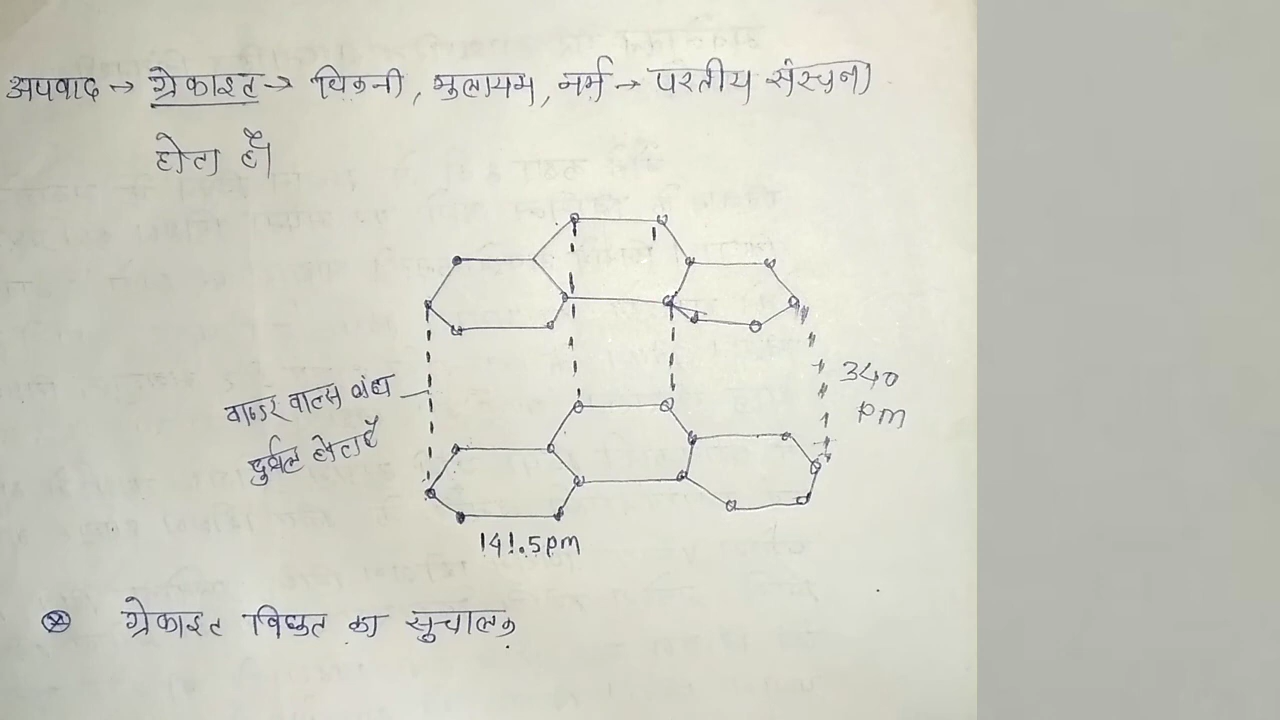 अपवाद → ग्रेफाइट → चिकनी, मुलायम, नर्म → परतीय संरचना
होता है।
वाण्डर वाल्स बंध
दुर्बल होता है
340
pm
141.5pm
ग्रेफाइट विधुत का सुचालक